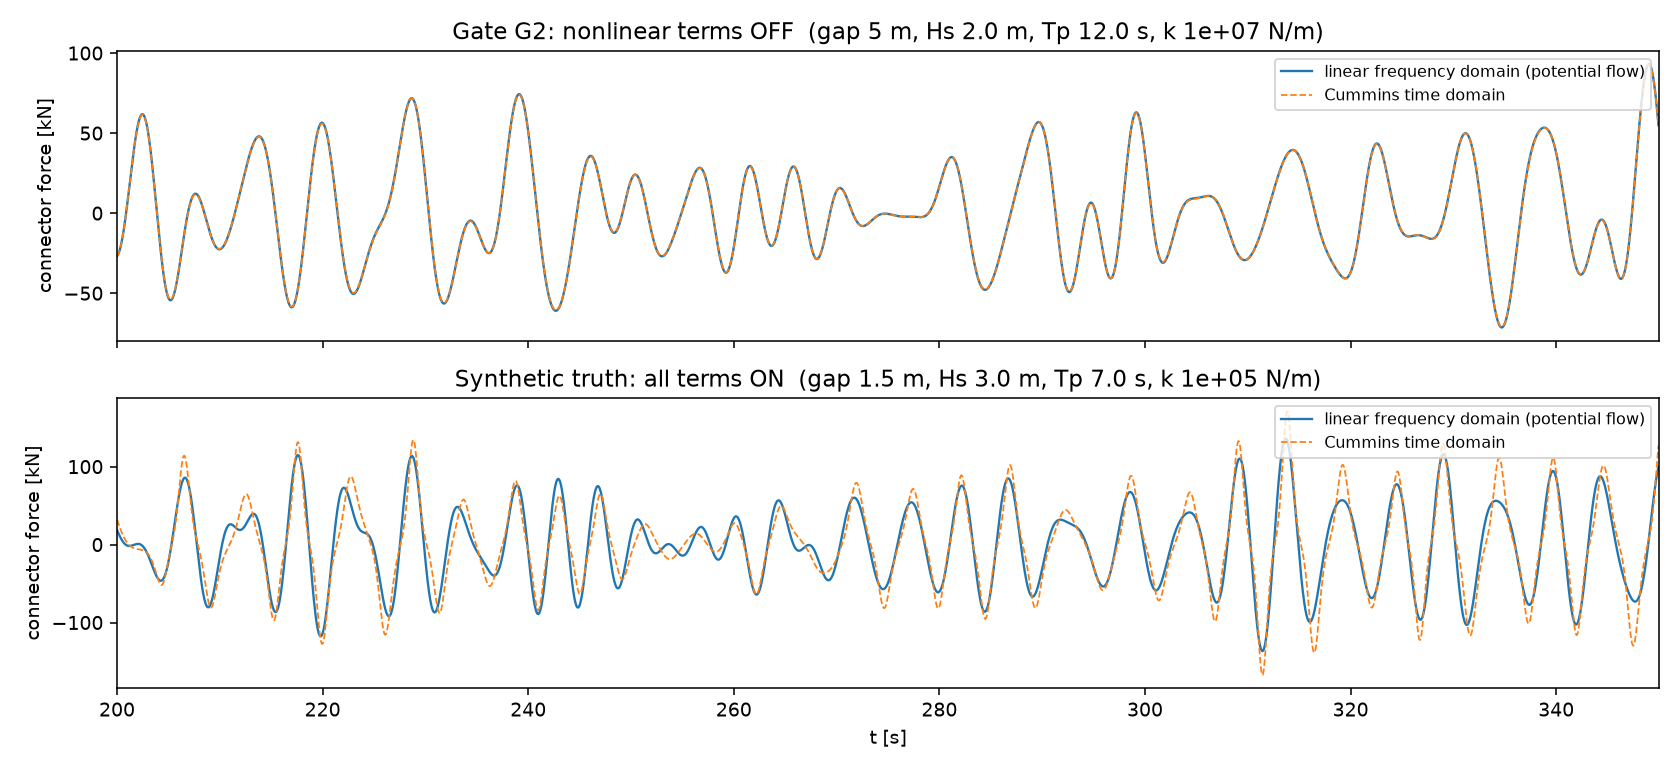 Gate G2: nonlinear terms OFF  (gap 5 m, Hs 2.0 m, Tp 12.0 s, k 1e+07 N/m)
linear frequency domain (potential flow)
Cummins time domain
connector force [kN]
100
50
0
−50
Synthetic truth: all terms ON  (gap 1.5 m, Hs 3.0 m, Tp 7.0 s, k 1e+05 N/m)
linear frequency domain (potential flow)
Cummins time domain
connector force [kN]
100
0
−100
200
220
240
260
280
300
320
340
t [s]